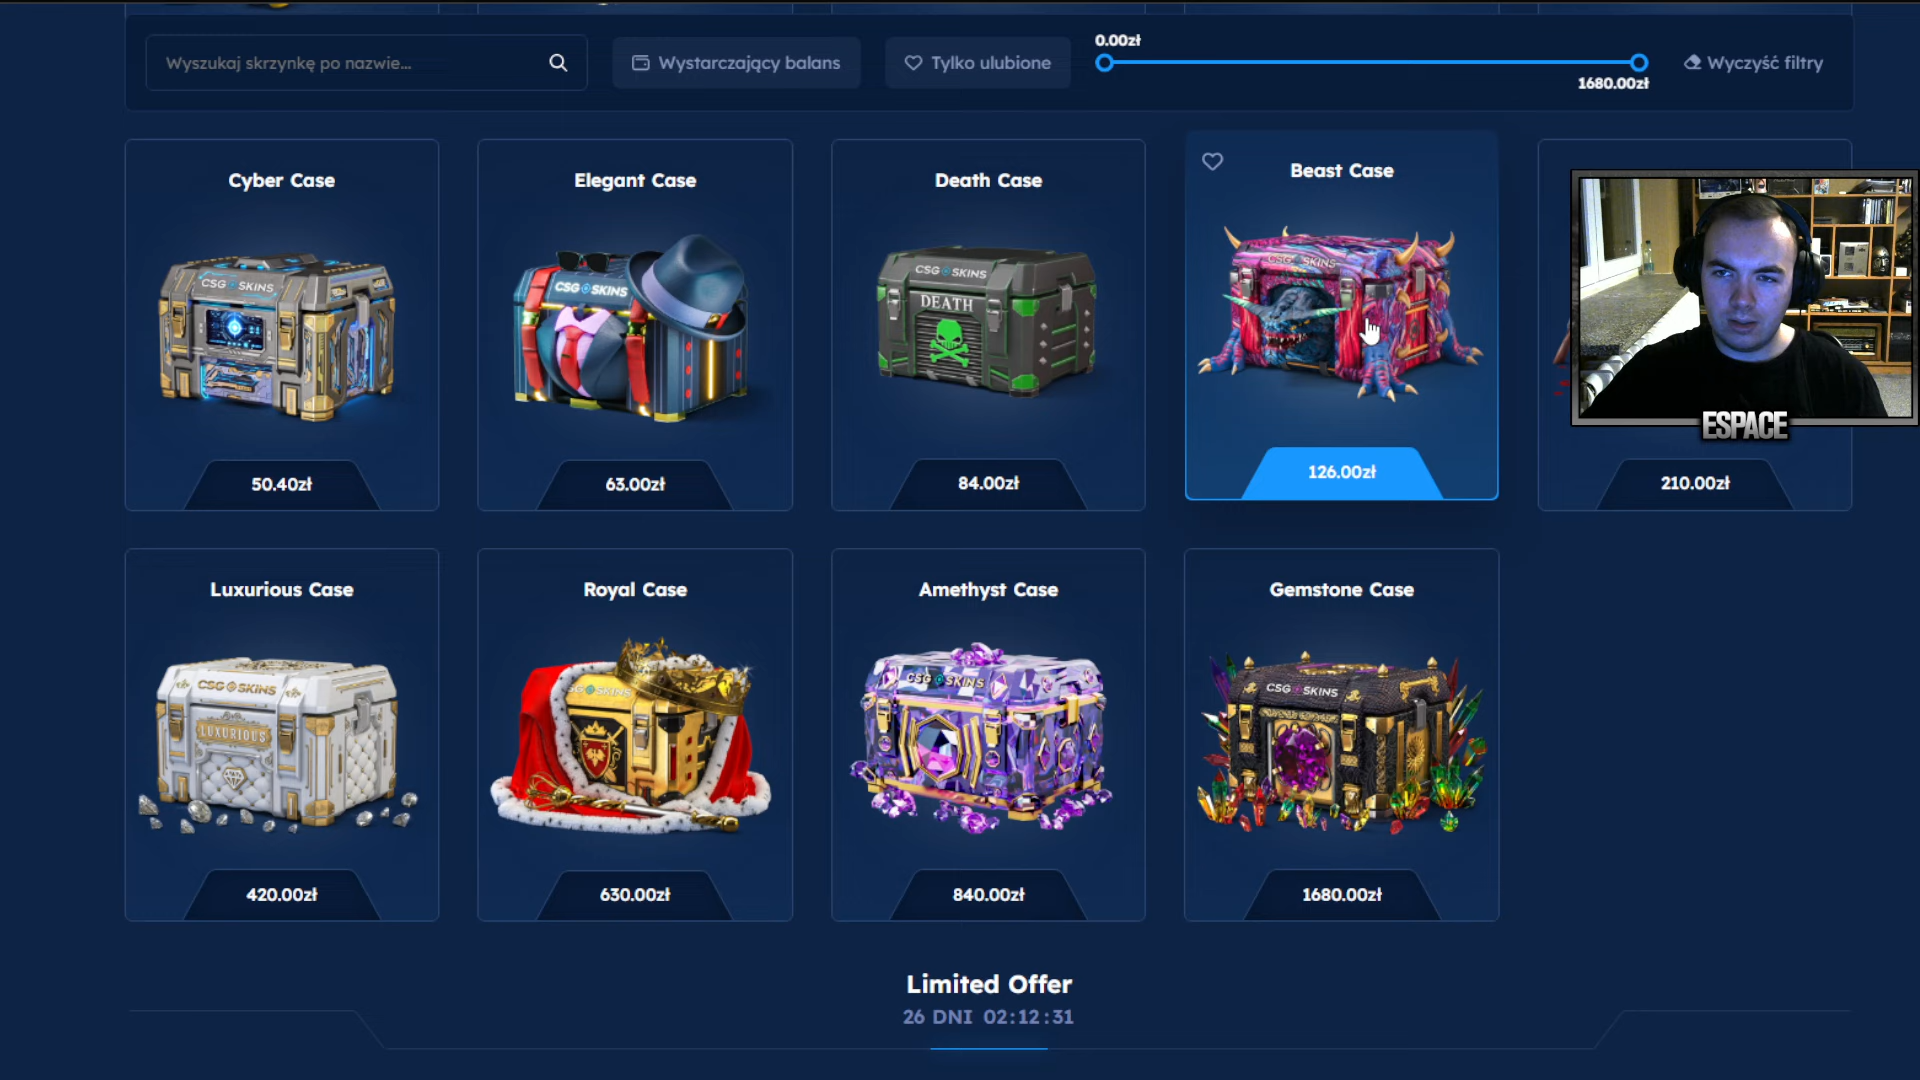 Wyszukaj skrzynkę po nazwie...
Wystarczający balans
Tylko ulubione
0.00zł
1680.00zł
Wyczyść filtry
Cyber Case
CSG SKINS
50.40zł
Elegant Case
CSG SKINS
63.00zł
Death Case
CSG SKINS
DEATH
84.00zł
Beast Case
CSG SKINS
126.00zł
210.00zł
ESPACE
Luxurious Case
CSG SKINS
LUXURIOUS
420.00zł
Royal Case
SG SKINS
630.00zł
Amethyst Case
CSG SKINS
840.00zł
Gemstone Case
CSG SKINS
1680.00zł
Limited Offer
26 DNI 02:12:31